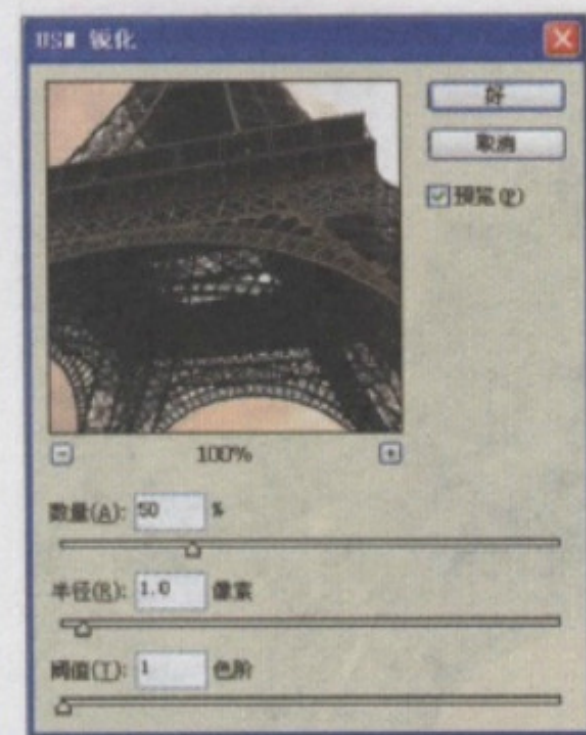 USM 锐化
好
取消
预览(P)
100%
数量(A): 50 %
半径(R): 1.0 像素
阈值(T): 1 色阶